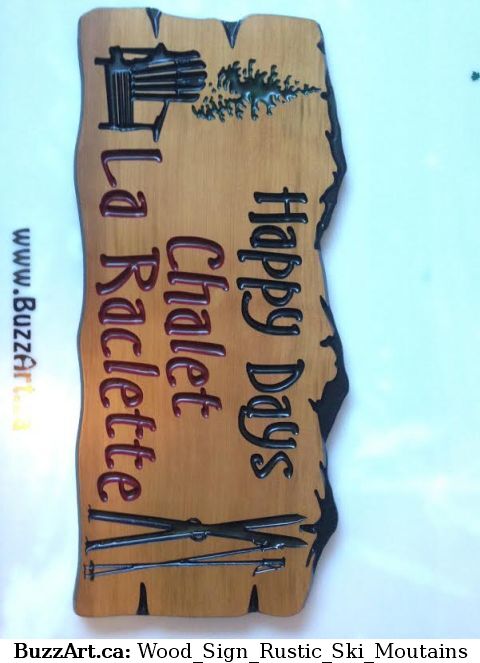 Happy Days
Chalet
La Raclette
www.BuzzArt.ca
BuzzArt.ca: Wood_Sign_Rustic_Ski_Moutains